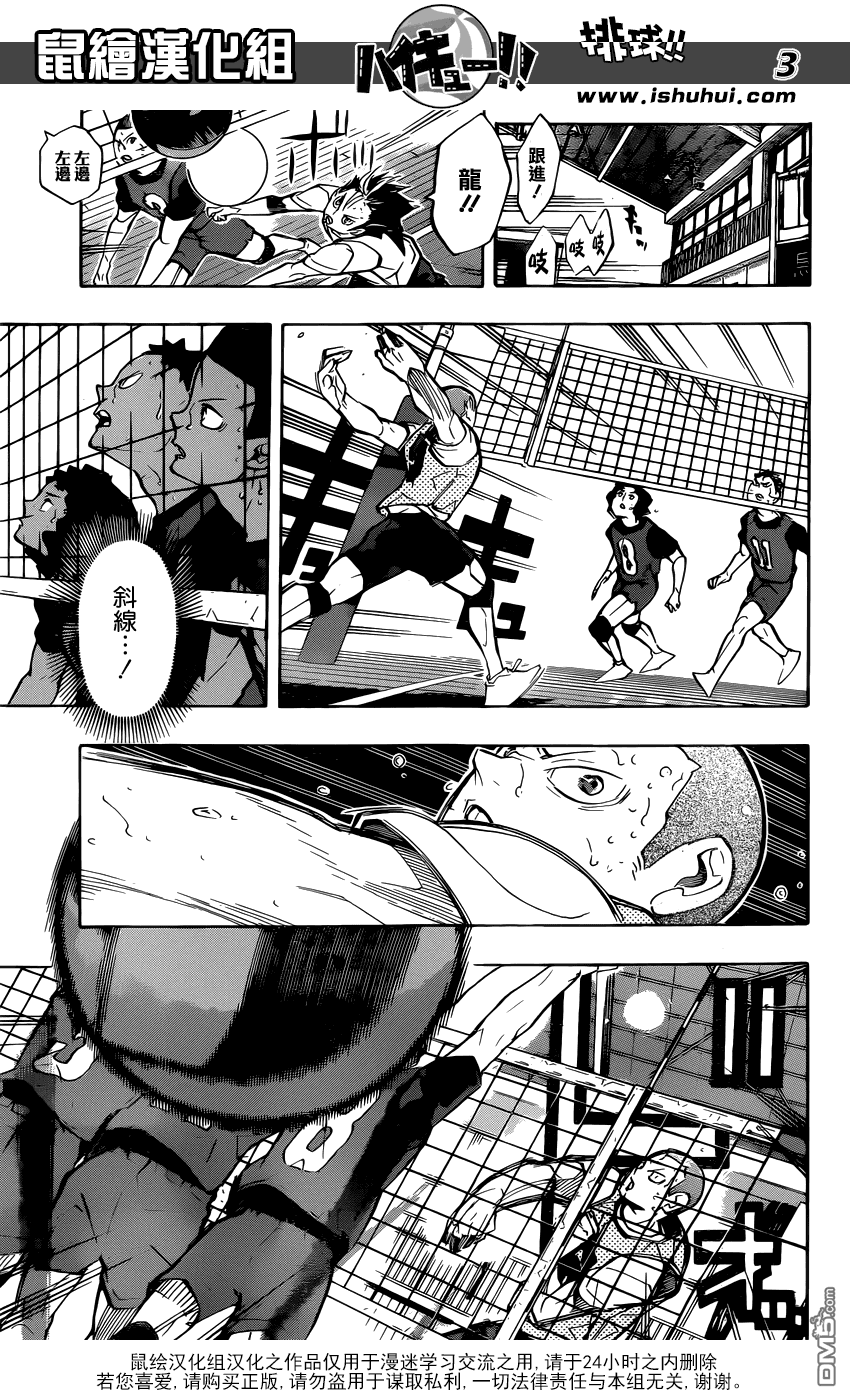 鼠繪漢化組
ハイキュー!!
排球!!
3
www.ishuhui.com
跟進！
吱
吱
吱
龍!!
左邊
左邊
斜線…！
8
11
DM5.com
鼠绘汉化组汉化之作品仅用于漫迷学习交流之用, 请于24小时之内删除
若您喜爱, 请购买正版, 请勿盗用于谋取私利, 一切法律责任与本组无关, 谢谢。